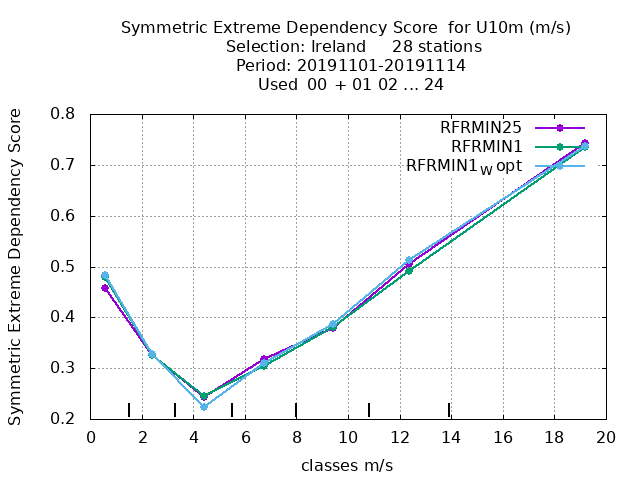 Symmetric Extreme Dependency Score for U10m (m/s)
Selection: Ireland 28 stations
Period: 20191101-20191114
Used 00 + 01 02 ... 24
Symmetric Extreme Dependency Score
0.8
0.7
0.6
0.5
0.4
0.3
0.2
RFRMIN25
RFRMIN1
RFRMIN1W opt
0 2 4 6 8 10 12 14 16 18 20
classes m/s